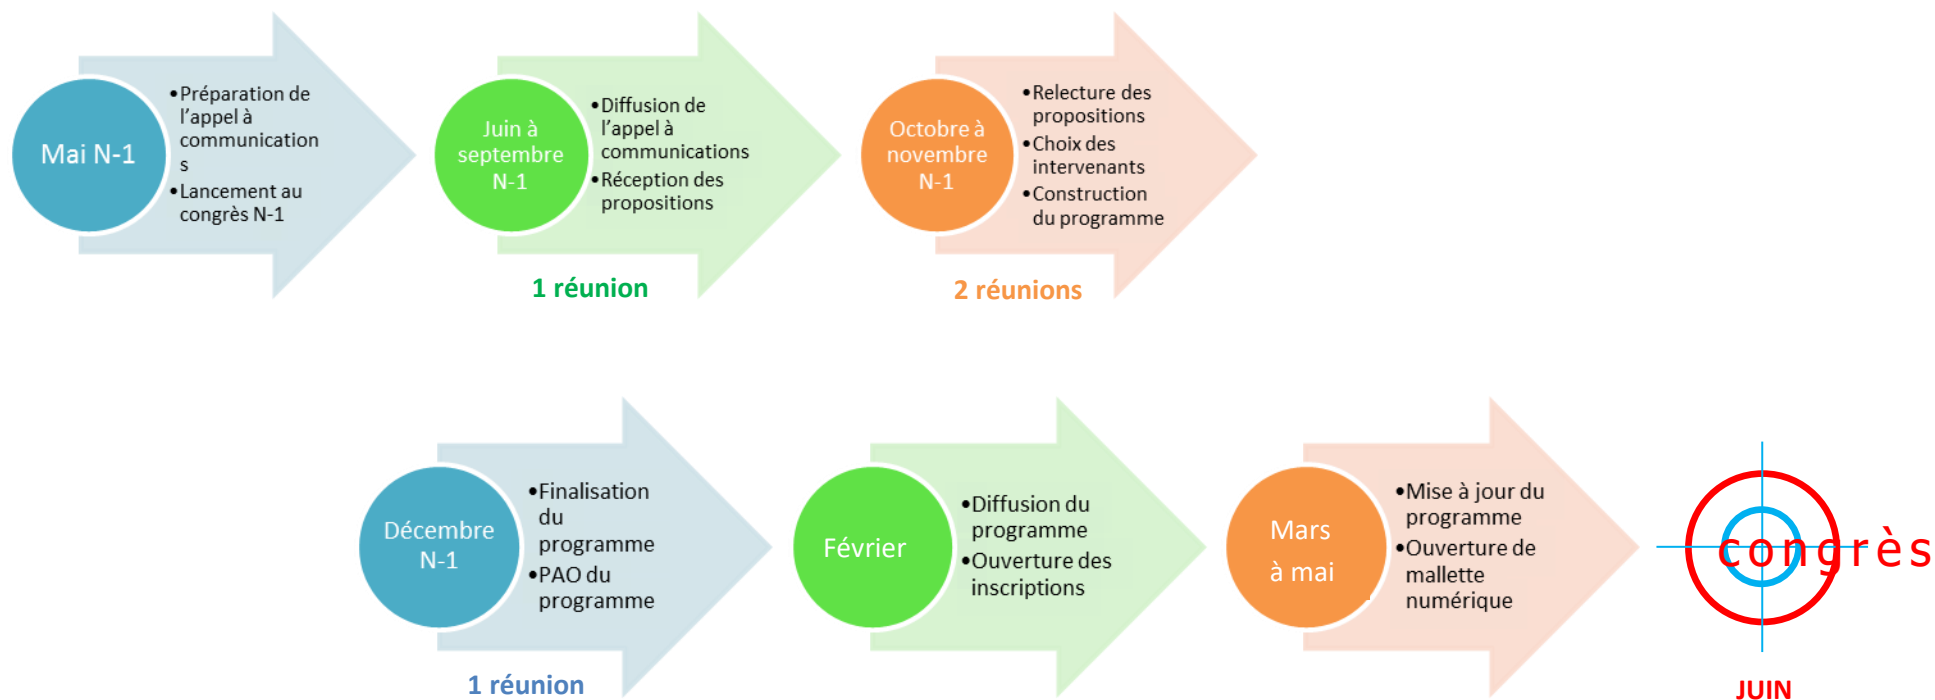 Mai N-1
•Préparation de
l'appel à
communication
s
•Lancement au
congrès N-1
Juin à
septembre
N-1
•Diffusion de
l'appel à
communications
•Réception des
propositions
1 réunion
Octobre à
novembre
N-1
•Relecture des
propositions
•Choix des
intervenants
•Construction
du programme
2 réunions
Décembre
N-1
•Finalisation
du
programme
•PAO du
programme
1 réunion
Février
•Diffusion du
programme
•Ouverture des
inscriptions
Mars
à mai
•Mise à jour du
programme
•Ouverture de
mallette
numérique
congrès
JUIN